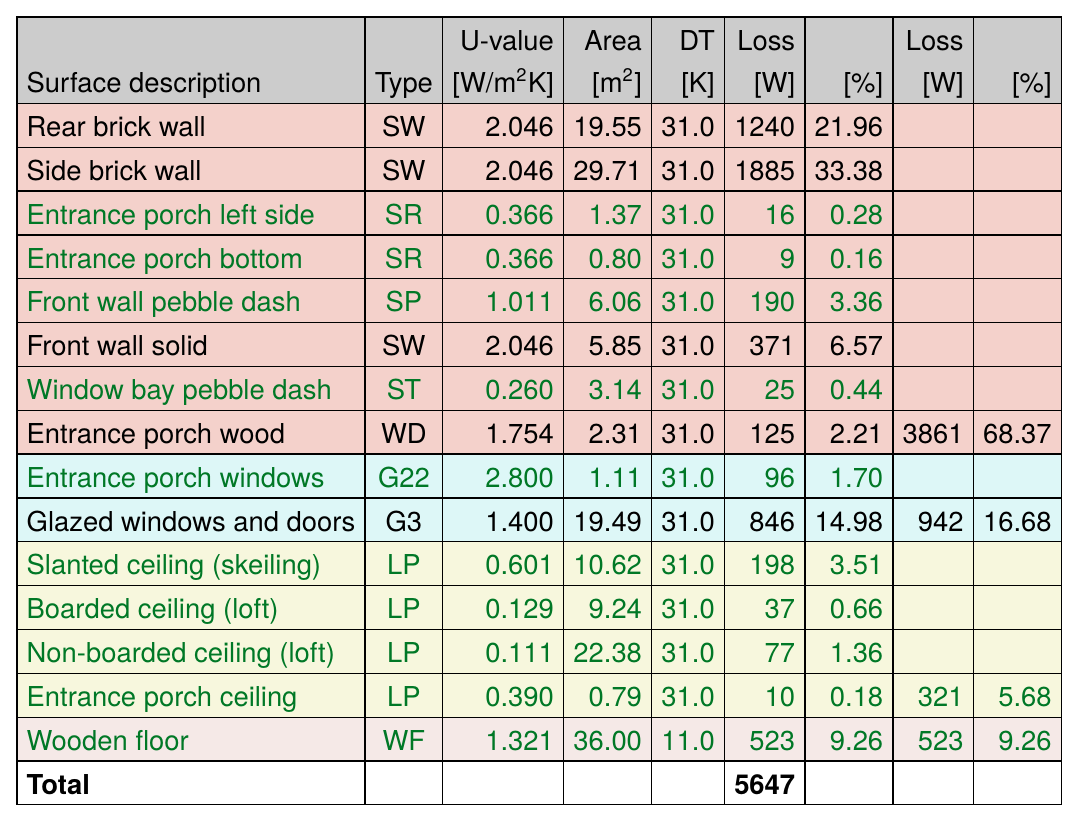 U-value Area DT Loss Loss
Surface description Type [W/m²K] [m²] [K] [W] [%] [W] [%]
Rear brick wall SW 2.046 19.55 31.0 1240 21.96
Side brick wall SW 2.046 29.71 31.0 1885 33.38
Entrance porch left side SR 0.366 1.37 31.0 16 0.28
Entrance porch bottom SR 0.366 0.80 31.0 9 0.16
Front wall pebble dash SP 1.011 6.06 31.0 190 3.36
Front wall solid SW 2.046 5.85 31.0 371 6.57
Window bay pebble dash ST 0.260 3.14 31.0 25 0.44
Entrance porch wood WD 1.754 2.31 31.0 125 2.21 3861 68.37
Entrance porch windows G22 2.800 1.11 31.0 96 1.70
Glazed windows and doors G3 1.400 19.49 31.0 846 14.98 942 16.68
Slanted ceiling (skeiling) LP 0.601 10.62 31.0 198 3.51
Boarded ceiling (loft) LP 0.129 9.24 31.0 37 0.66
Non-boarded ceiling (loft) LP 0.111 22.38 31.0 77 1.36
Entrance porch ceiling LP 0.390 0.79 31.0 10 0.18 321 5.68
Wooden floor WF 1.321 36.00 11.0 523 9.26 523 9.26
Total 5647